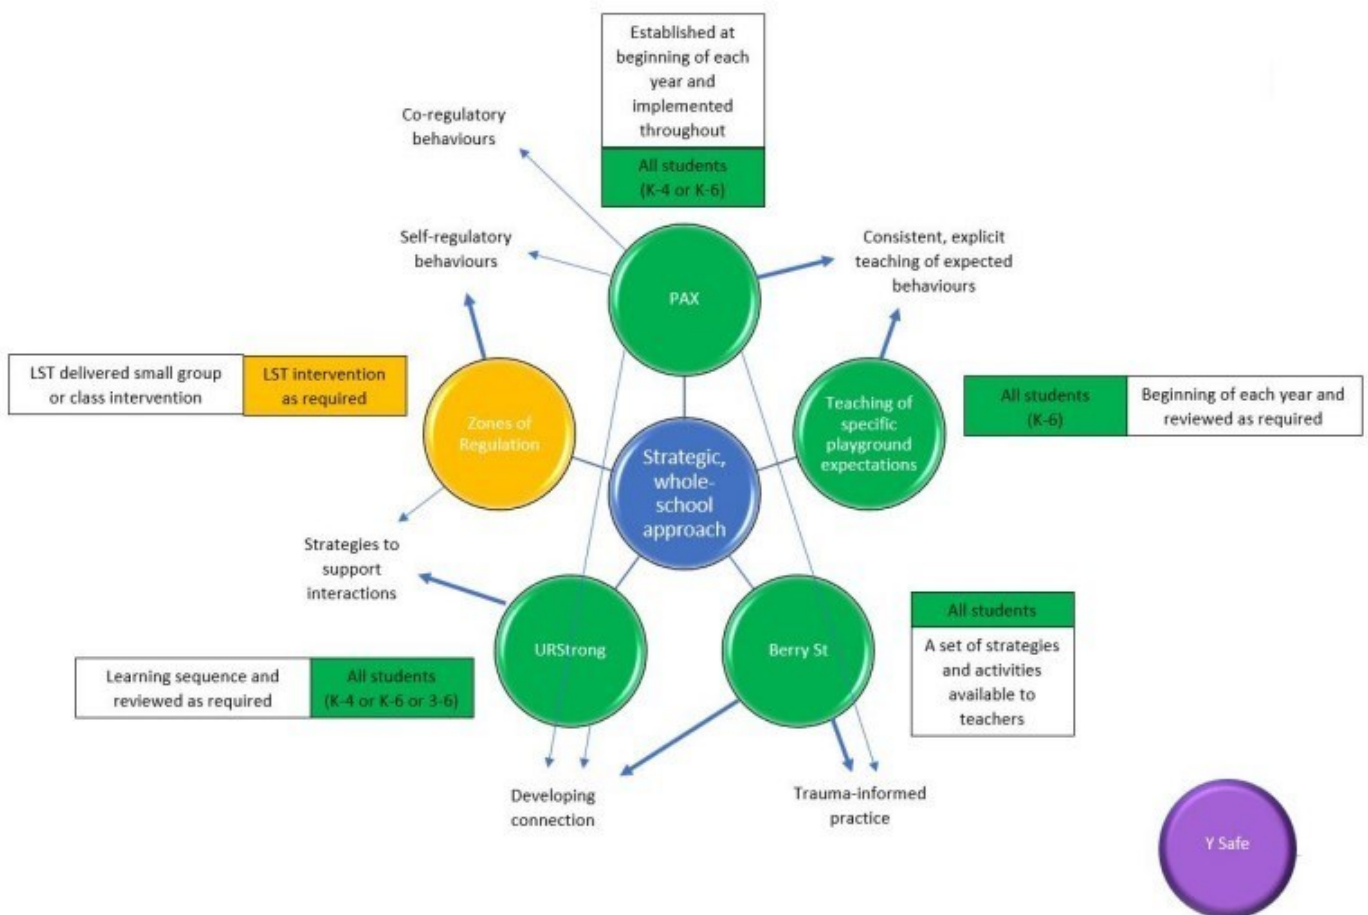 Established at
beginning of each
year and
implemented
throughout
All students
(K-4 or K-6)
Co-regulatory
behaviours
Self-regulatory
behaviours
Consistent, explicit
teaching of expected
behaviours
PAX
LST delivered small group
or class intervention
LST intervention
as required
Zones of
Regulation
Strategic,
whole-
school
approach
Teaching of
specific
playground
expectations
All students
(K-6)
Beginning of each year and
reviewed as required
Strategies to
support
interactions
URStrong
Berry St
All students
A set of strategies
and activities
available to
teachers
Learning sequence and
reviewed as required
All students
(K-4 or K-6 or 3-6)
Developing
connection
Trauma-informed
practice
Y Safe